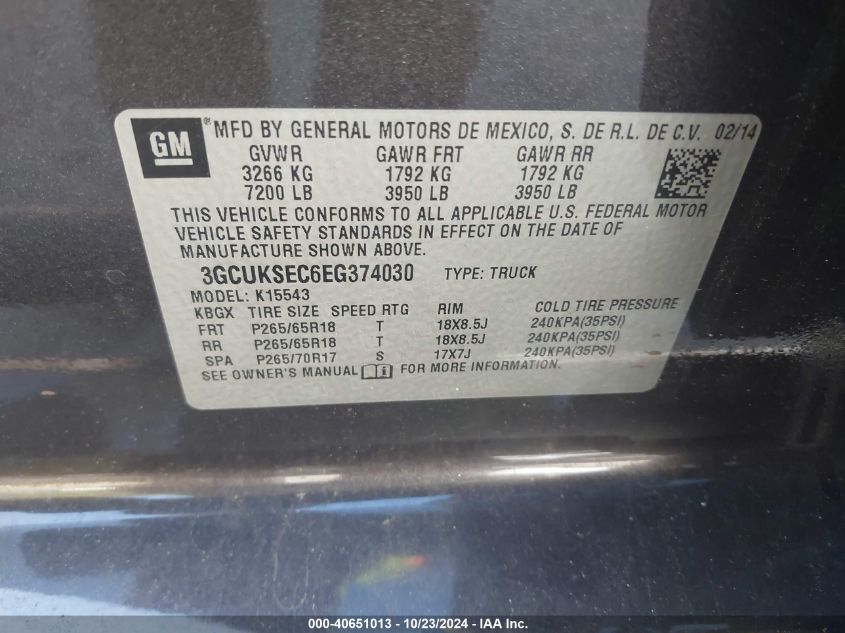 GM ® MFD BY GENERAL MOTORS DE MEXICO, S. DE R.L. DE C.V. 02/14
GVWR GAWR FRT GAWR RR
3266 KG 1792 KG 1792 KG
7200 LB 3950 LB 3950 LB
THIS VEHICLE CONFORMS TO ALL APPLICABLE U.S. FEDERAL MOTOR
VEHICLE SAFETY STANDARDS IN EFFECT ON THE DATE OF
MANUFACTURE SHOWN ABOVE.
3GCUKSEC6EG374030 TYPE: TRUCK
MODEL: K15543
KBGX TIRE SIZE SPEED RTG RIM COLD TIRE PRESSURE
FRT P265/65R18 T 18X8.5J 240KPA(35PSI)
RR P265/65R18 T 18X8.5J 240KPA(35PSI)
SPA P265/70R17 S 17X7J 240KPA(35PSI)
SEE OWNER'S MANUAL FOR MORE INFORMATION.
000-40651013 - 10/23/2024 - IAA Inc.